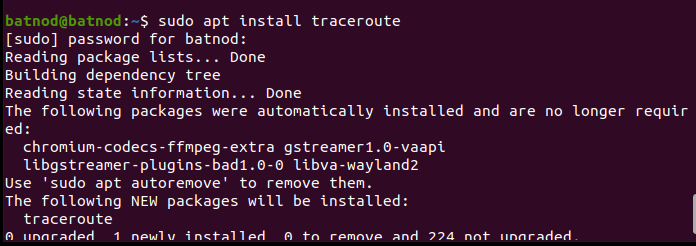 batnod@batnod:~$ sudo apt install traceroute
[sudo] password for batnod:
Reading package lists... Done
Building dependency tree
Reading state information... Done
The following packages were automatically installed and are no longer requir
ed:
  chromium-codecs-ffmpeg-extra gstreamer1.0-vaapi
  libgstreamer-plugins-bad1.0-0 libva-wayland2
Use 'sudo apt autoremove' to remove them.
The following NEW packages will be installed:
  traceroute
0 upgraded, 1 newly installed, 0 to remove and 224 not upgraded.